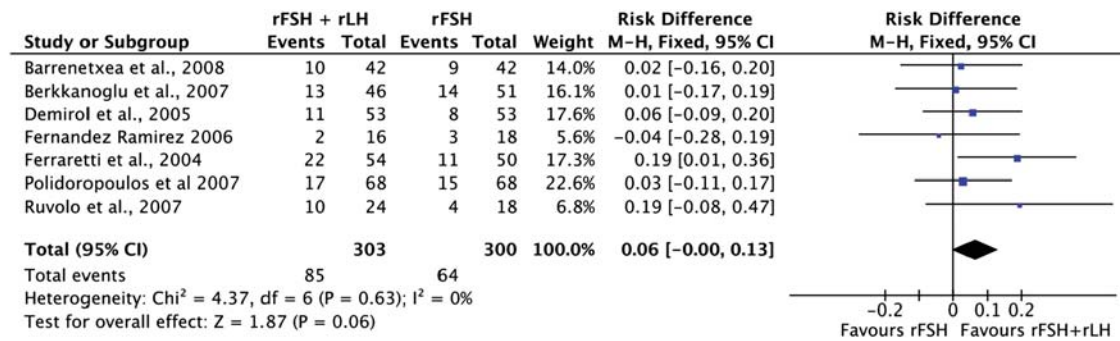 rFSH + rLH rFSH Risk Difference Risk Difference
Study or Subgroup Events Total Events Total Weight M-H, Fixed, 95% CI M-H, Fixed, 95% CI
Barrenetxea et al., 2008 10 42 9 42 14.0% 0.02 [-0.16, 0.20]
Berkkanoglu et al., 2007 13 46 14 51 16.1% 0.01 [-0.17, 0.19]
Demirol et al., 2005 11 53 8 53 17.6% 0.06 [-0.09, 0.20]
Fernandez Ramirez 2006 2 16 3 18 5.6% -0.04 [-0.28, 0.19]
Ferraretti et al., 2004 22 54 11 50 17.3% 0.19 [0.01, 0.36]
Polidoropoulos et al 2007 17 68 15 68 22.6% 0.03 [-0.11, 0.17]
Ruvolo et al., 2007 10 24 4 18 6.8% 0.19 [-0.08, 0.47]
Total (95% CI) 303 300 100.0% 0.06 [-0.00, 0.13]
Total events 85 64
Heterogeneity: Chi² = 4.37, df = 6 (P = 0.63); I² = 0%
Test for overall effect: Z = 1.87 (P = 0.06)
-0.2 0 0.1 0.2
Favours rFSH Favours rFSH+rLH